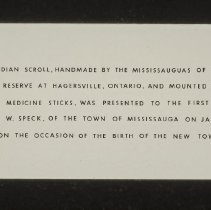 DIAN SCROLL, HANDMADE BY THE MISSISSAUGUAS OF
RESERVE AT HAGERSVILLE, ONTARIO, AND MOUNTED
MEDICINE STICKS, WAS PRESENTED TO THE FIRST
W. SPECK, OF THE TOWN OF MISSISSAUGA ON JA
ON THE OCCASION OF THE BIRTH OF THE NEW TOW